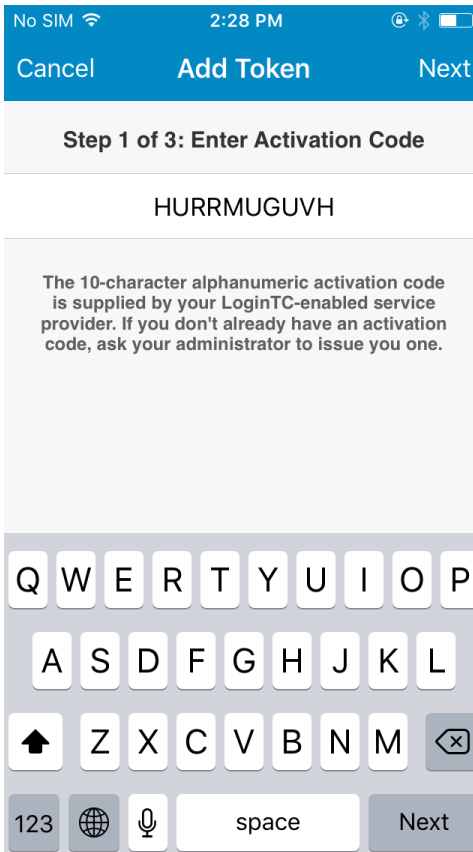 No SIM 2:28 PM
Cancel Add Token Next
Step 1 of 3: Enter Activation Code
HURRMUGUVH
The 10-character alphanumeric activation code
is supplied by your LoginTC-enabled service
provider. If you don't already have an activation
code, ask your administrator to issue you one.
Q W E R T Y U I O P
A S D F G H J K L
Z X C V B N M
123 space Next